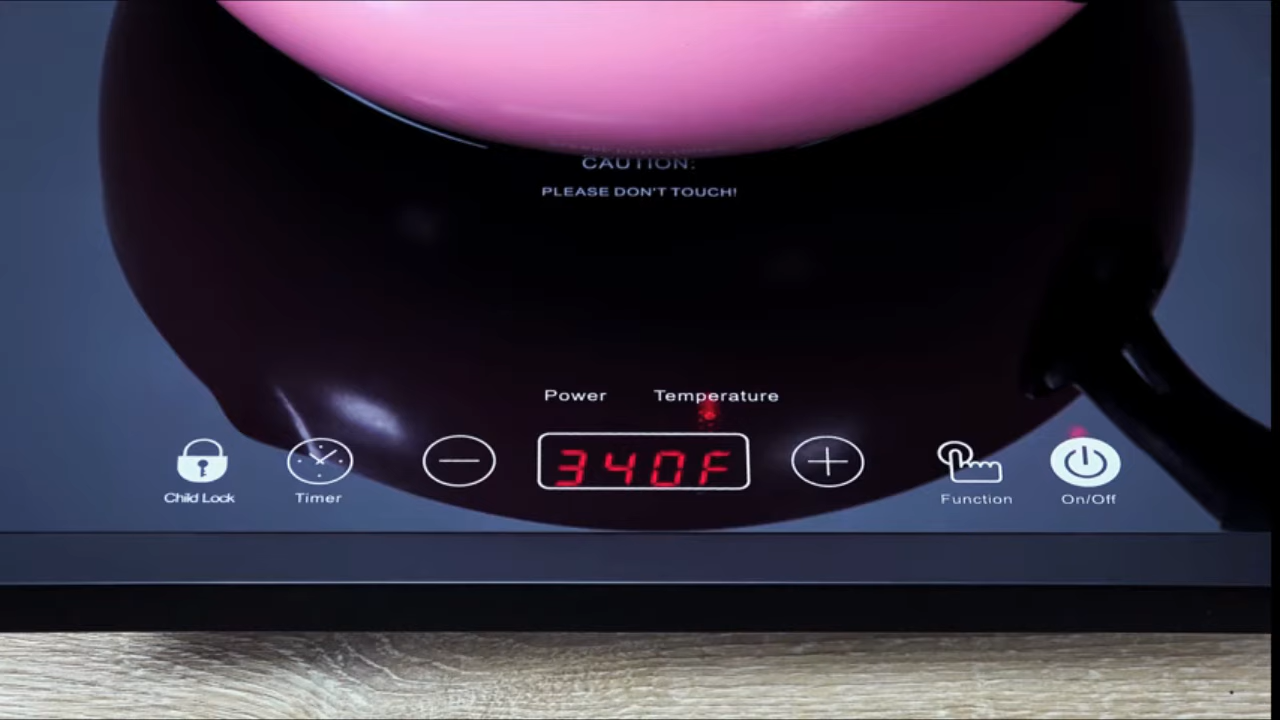 CAUTION:
PLEASE DON'T TOUCH!
Power Temperature
340F
Child Lock Timer Function On/Off